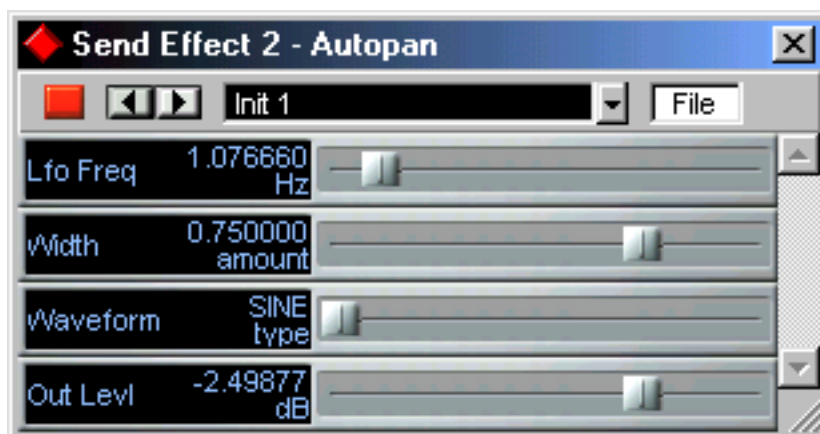 Send Effect 2 - Autopan
Init 1
File
Lfo Freq 1.076660
Hz
Width 0.750000
amount
Waveform SINE
type
Out Levl -2.49877
dB